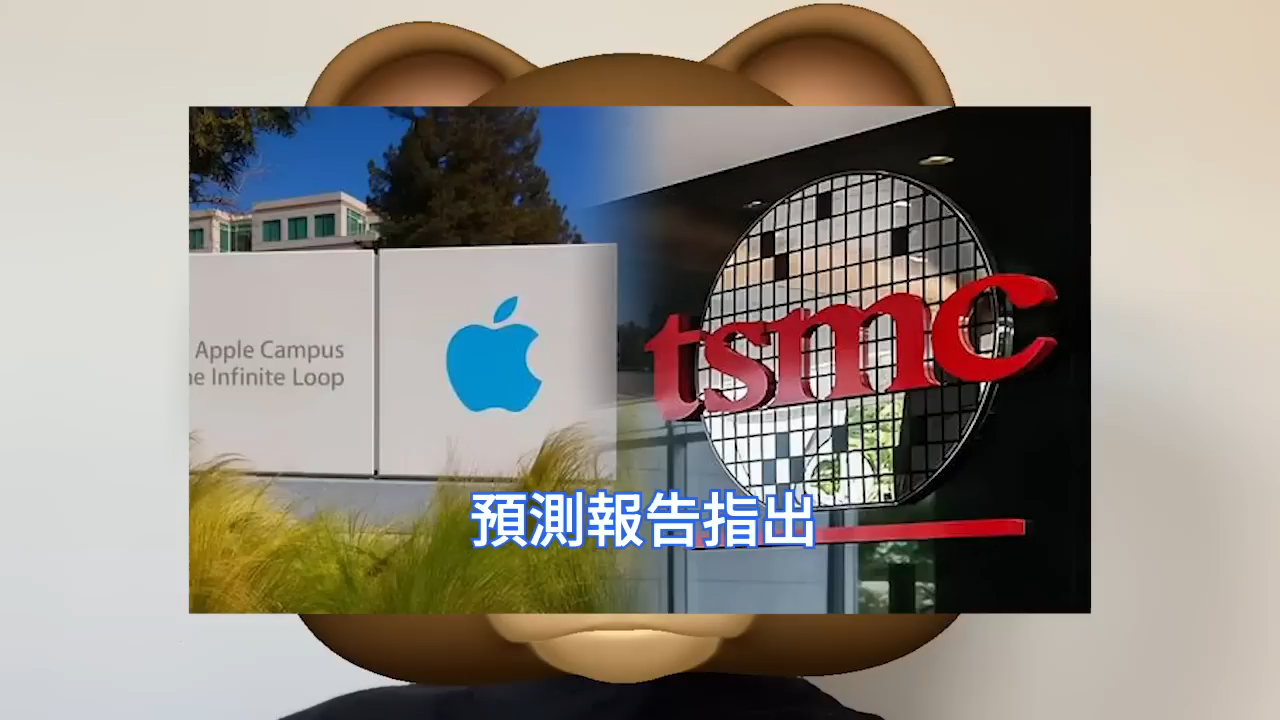 Apple Campus
ne Infinite Loop
tsmc
預測報告指出